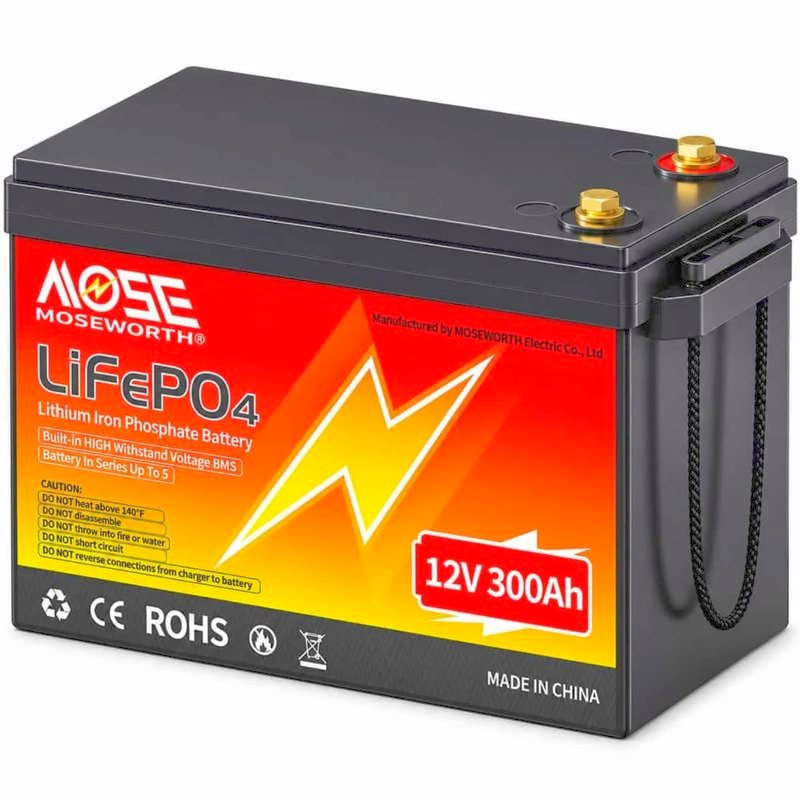 MOSE
MOSEWORTH®
Manufactured by MOSEWORTH Electric Co., Ltd
LiFePO4
Lithium Iron Phosphate Battery
Built-in HIGH Withstand Voltage BMS
Battery In Series Up To 5
CAUTION:
DO NOT heat above 140°F
DO NOT disassemble
DO NOT throw into fire or water
DO NOT short circuit
DO NOT reverse connections from charger to battery
12V 300Ah
CE ROHS
MADE IN CHINA